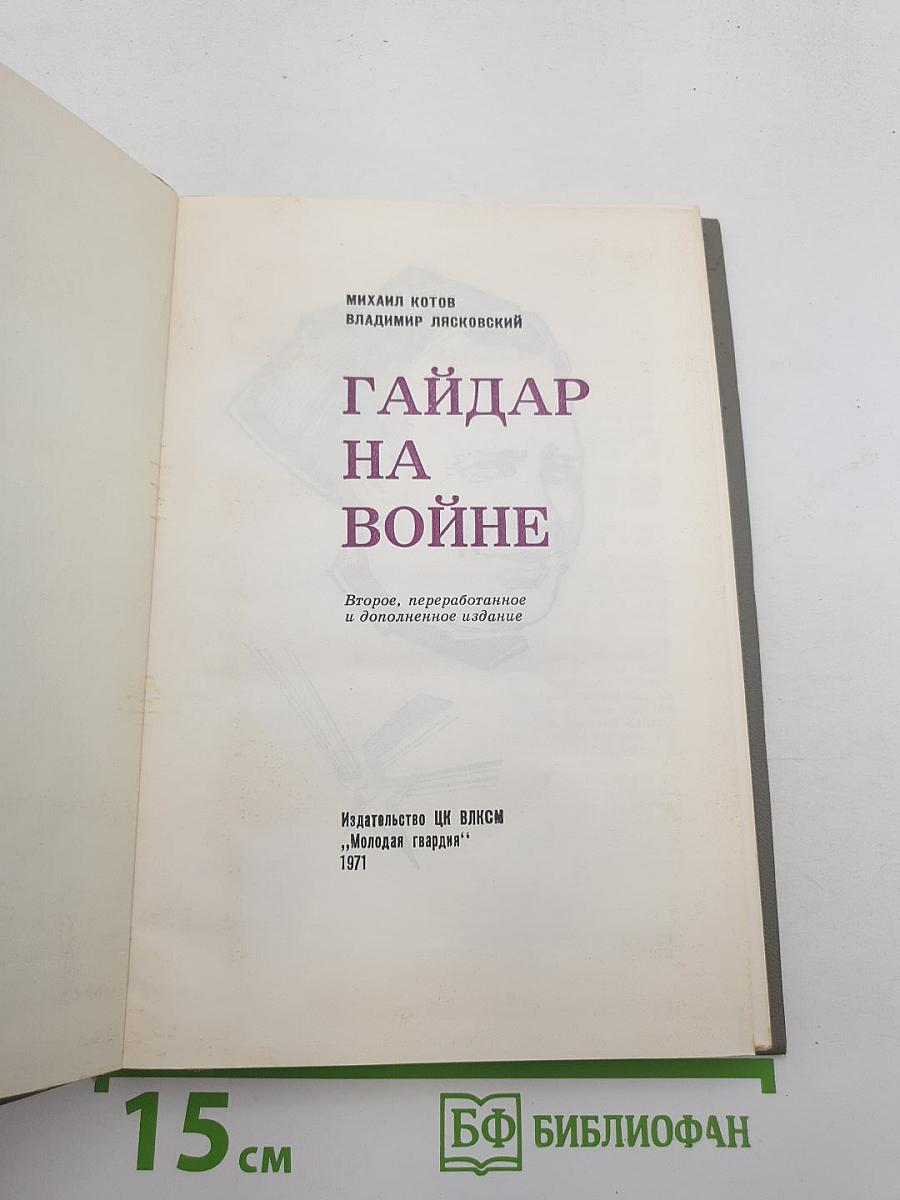 МИХАИЛ КОТОВ
ВЛАДИМИР ЛЯСКОВСКИЙ
ГАЙДАР
НА
ВОЙНЕ
Второе, переработанное
и дополненное издание
Издательство ЦК ВЛКСМ
„Молодая гвардия“
1971
15 см
БФ БИБЛИОФАН